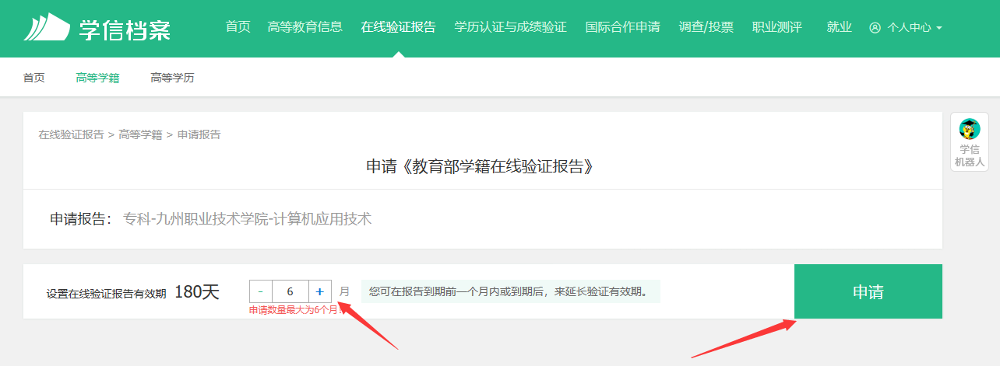 学信档案
首页 高等教育信息 在线验证报告 学历认证与成绩验证 国际合作申请 调查/投票 职业测评 就业 个人中心
首页 高等学籍 高等学历
在线验证报告 > 高等学籍 > 申请报告
申请《教育部学籍在线验证报告》
学信
机器人
申请报告： 专科-九州职业技术学院-计算机应用技术
设置在线验证报告有效期 180天 - 6 + 月 您可在报告到期前一个月内或到期后，来延长验证有效期。 申请
申请数量最大为6个月!